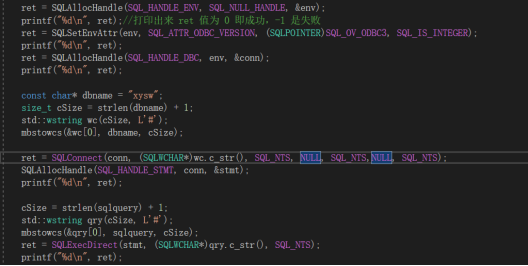 ret = SQLAllocHandle(SQL_HANDLE_ENV, SQL_NULL_HANDLE, &env);
printf("%d\n", ret);//打印出来 ret 值为 0 即成功，-1 是失败
ret = SQLSetEnvAttr(env, SQL_ATTR_ODBC_VERSION, (SQLPOINTER)SQL_OV_ODBC3, SQL_IS_INTEGER);
printf("%d\n", ret);
ret = SQLAllocHandle(SQL_HANDLE_DBC, env, &conn);
printf("%d\n", ret);
const char* dbname = "xysw";
size_t cSize = strlen(dbname) + 1;
std::wstring wc(cSize, L'#');
mbstowcs(&wc[0], dbname, cSize);
ret = SQLConnect(conn, (SQLWCHAR*)wc.c_str(), SQL_NTS, NULL, SQL_NTS,NULL, SQL_NTS);
SQLAllocHandle(SQL_HANDLE_STMT, conn, &stmt);
printf("%d\n", ret);
cSize = strlen(sqlquery) + 1;
std::wstring qry(cSize, L'#');
mbstowcs(&qry[0], sqlquery, cSize);
ret = SQLExecDirect(stmt, (SQLWCHAR*)qry.c_str(), SQL_NTS);
printf("%d\n", ret);